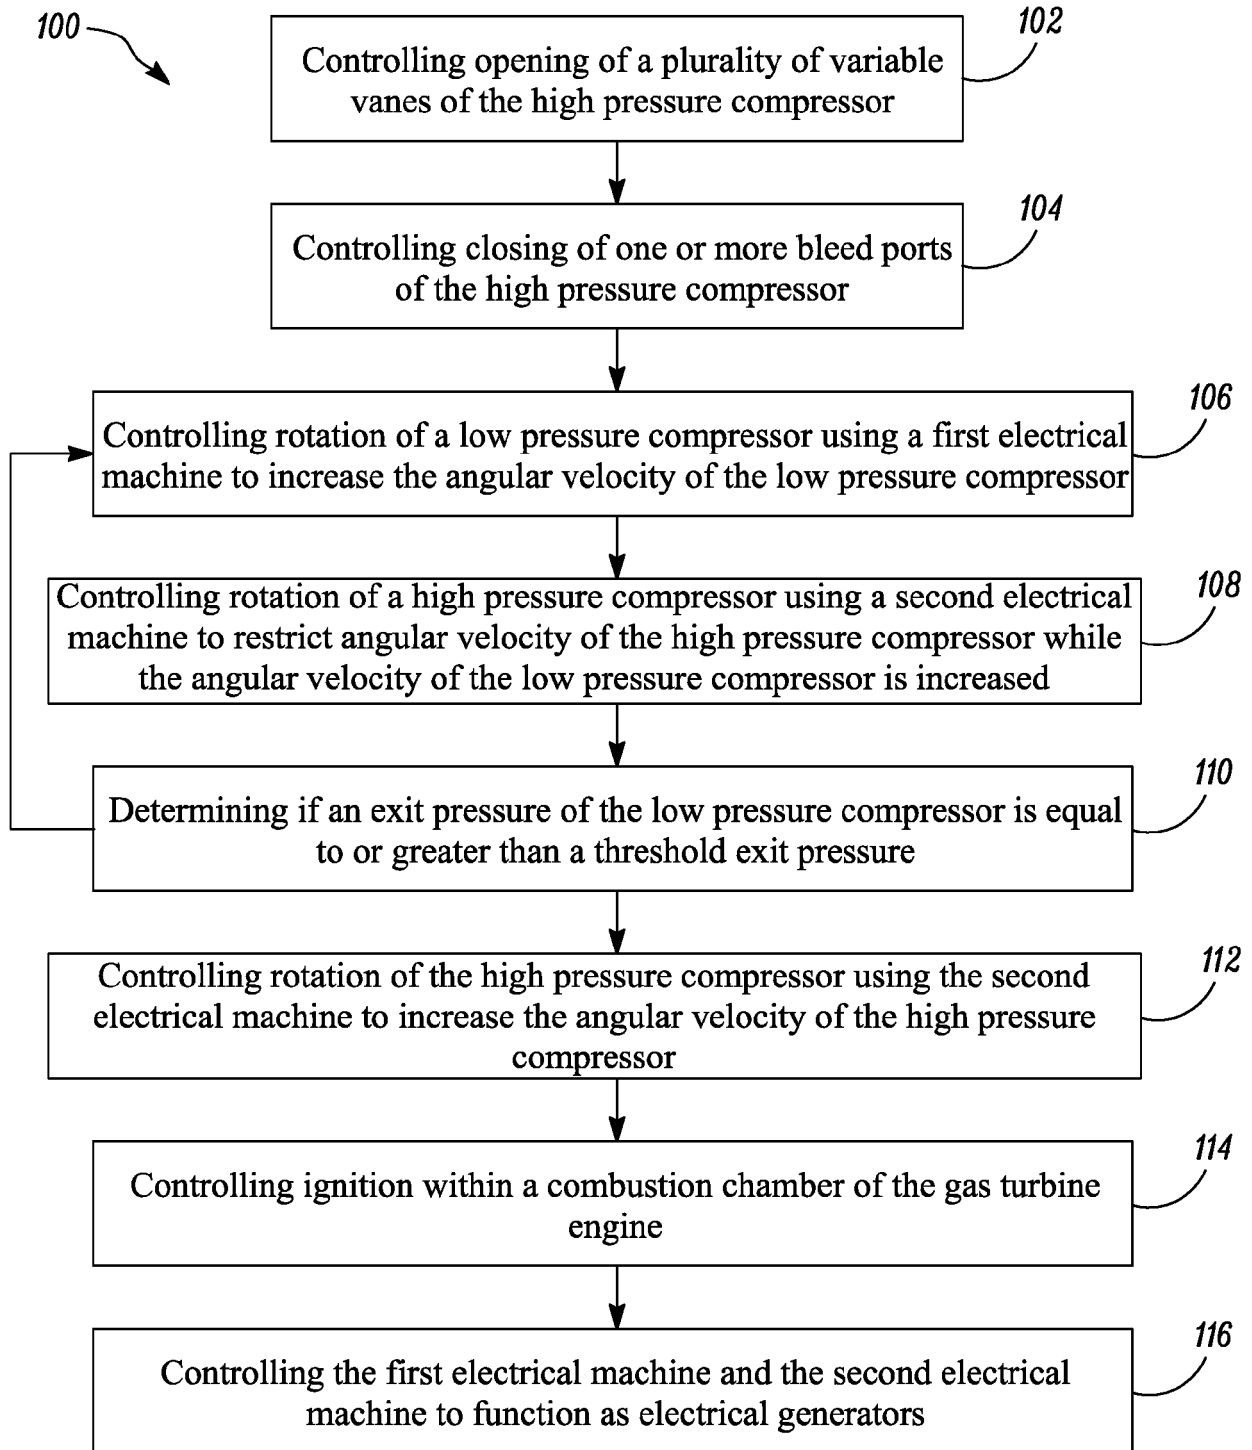 100
102
Controlling opening of a plurality of variable
vanes of the high pressure compressor
104
Controlling closing of one or more bleed ports
of the high pressure compressor
106
Controlling rotation of a low pressure compressor using a first electrical
machine to increase the angular velocity of the low pressure compressor
108
Controlling rotation of a high pressure compressor using a second electrical
machine to restrict angular velocity of the high pressure compressor while
the angular velocity of the low pressure compressor is increased
110
Determining if an exit pressure of the low pressure compressor is equal
to or greater than a threshold exit pressure
112
Controlling rotation of the high pressure compressor using the second
electrical machine to increase the angular velocity of the high pressure
compressor
114
Controlling ignition within a combustion chamber of the gas turbine
engine
116
Controlling the first electrical machine and the second electrical
machine to function as electrical generators